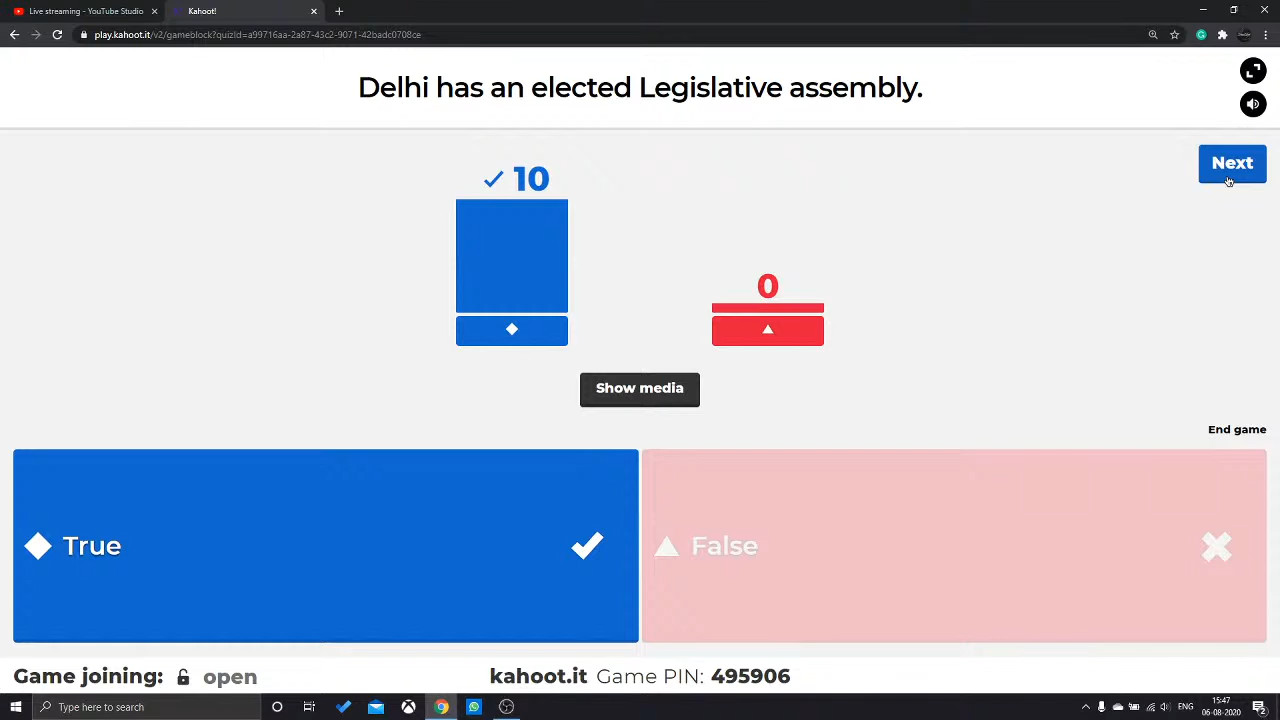 Live streaming - YouTube Studio
Kahoot!
play.kahoot.it/v2/gameblock?quizId=a99716aa-2a87-43c2-9071-42badc0708ce
Delhi has an elected Legislative assembly.
Next
10
0
Show media
End game
True
False
Game joining: open
kahoot.it Game PIN: 495906
Type here to search
ENG
15:47
06-08-2020
2